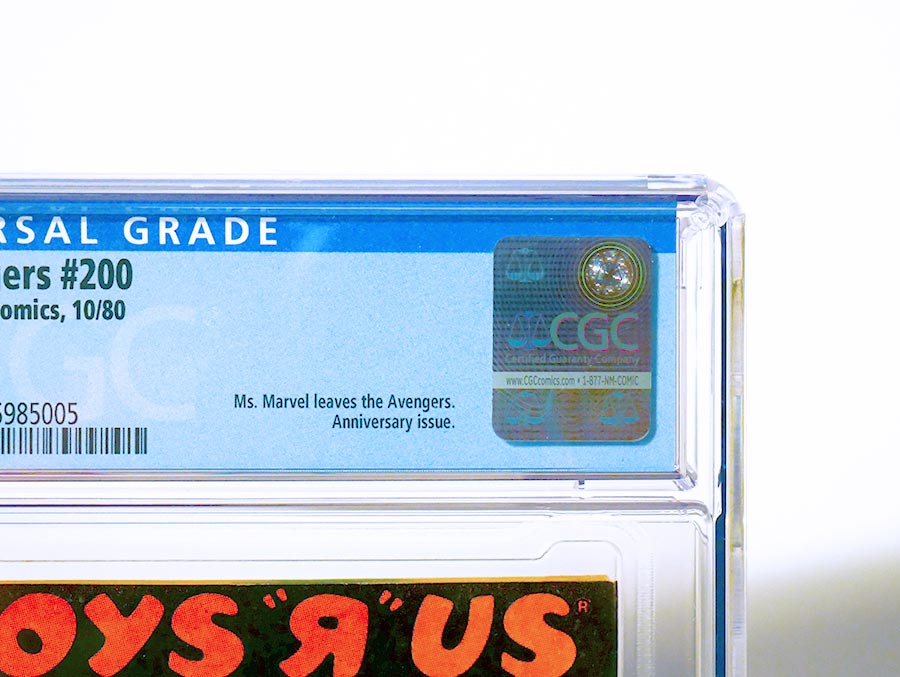 RSAL GRADE
ers #200
omics, 10/80
CGC
5985005
Ms. Marvel leaves the Avengers.
Anniversary issue.
CGC
Certified Guaranty Company
www.CGCcomics.com • 1-877-NM-COMIC
OYS "Я" US ®